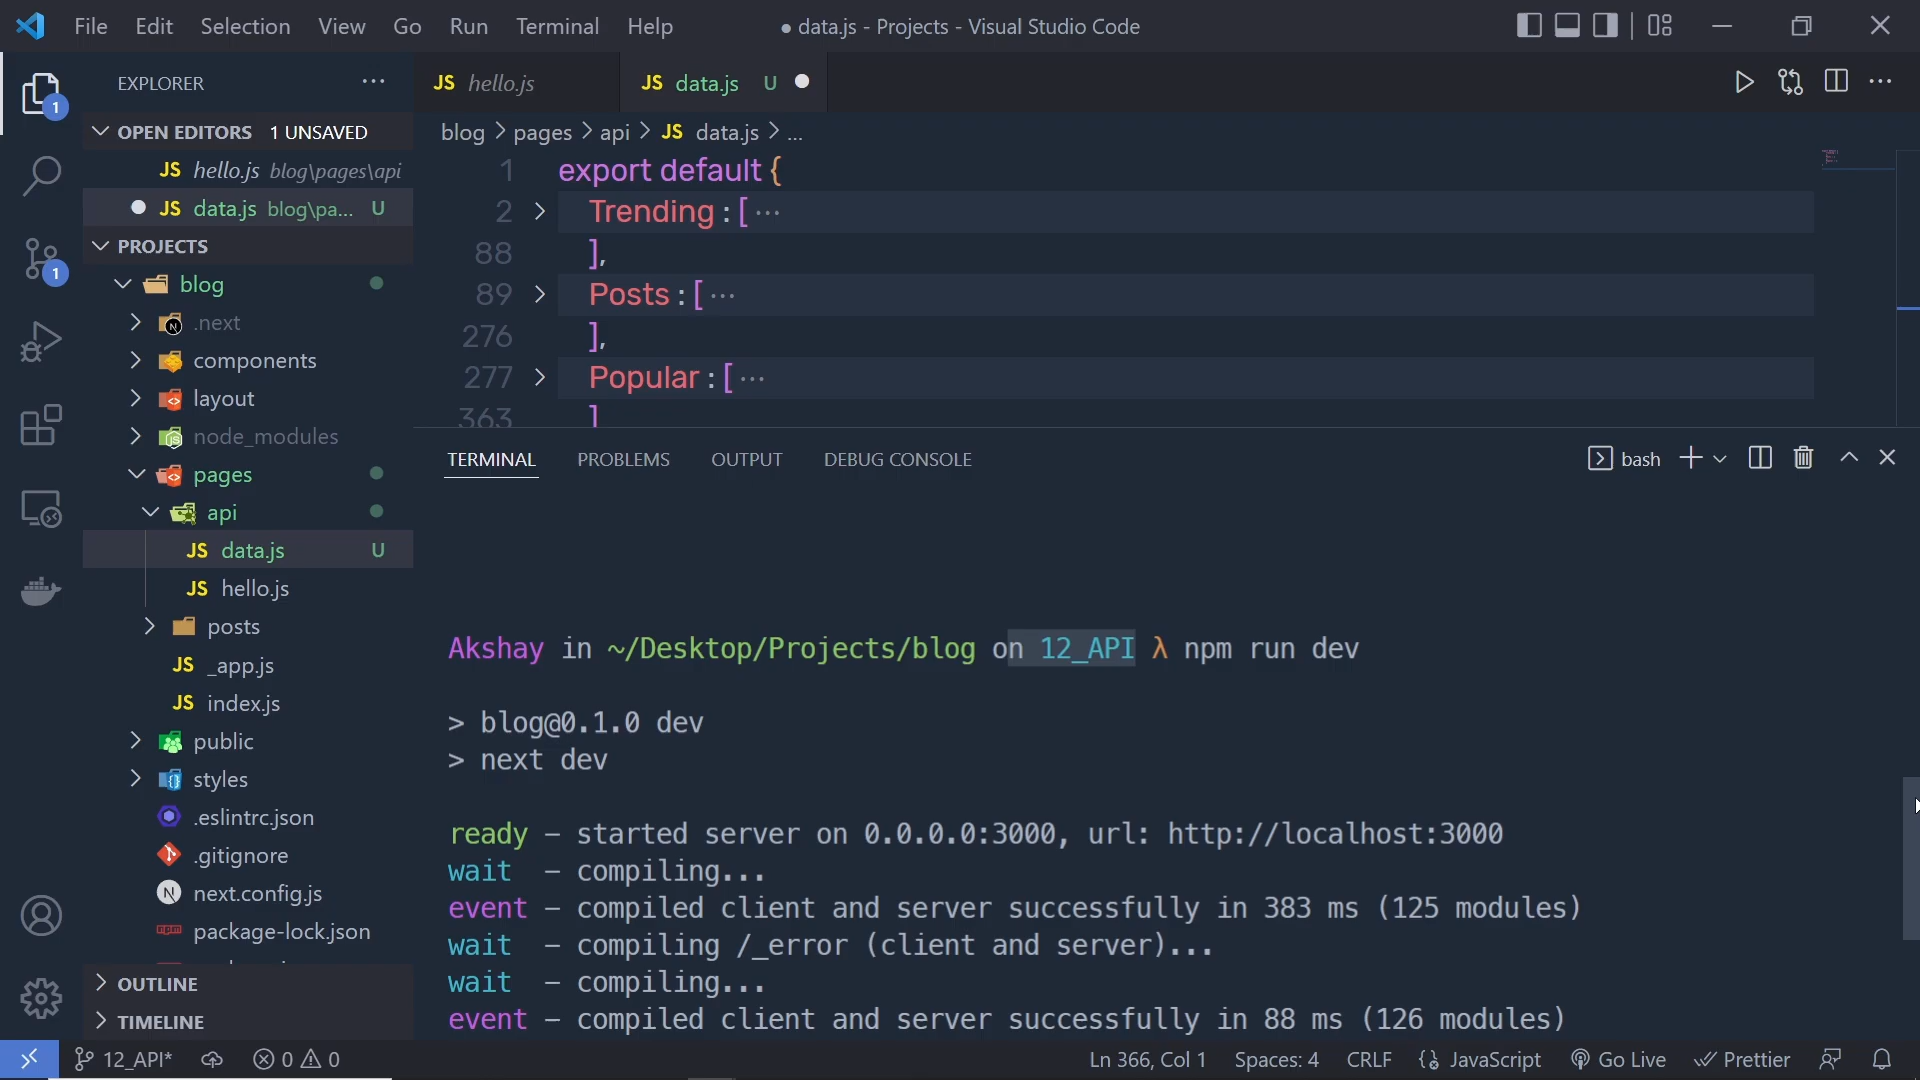 File Edit Selection View Go Run Terminal Help
● data.js - Projects - Visual Studio Code
EXPLORER ...
OPEN EDITORS 1 UNSAVED
JS hello.js blog\pages\api
JS data.js blog\pa... U
PROJECTS
blog
.next
components
layout
node_modules
pages
api
JS data.js U
JS hello.js
posts
JS _app.js
JS index.js
public
styles
.eslintrc.json
.gitignore
next.config.js
package-lock.json
OUTLINE
TIMELINE
JS hello.js
JS data.js U
blog > pages > api > JS data.js > ...
1 export default {
2 Trending : [ ...
88 ],
89 Posts : [ ...
276 ],
277 Popular : [ ...
363 ]
TERMINAL PROBLEMS OUTPUT DEBUG CONSOLE
bash
Akshay in ~/Desktop/Projects/blog on 12_API λ npm run dev
> blog@0.1.0 dev
> next dev
ready - started server on 0.0.0.0:3000, url: http://localhost:3000
wait - compiling...
event - compiled client and server successfully in 383 ms (125 modules)
wait - compiling /_error (client and server)...
wait - compiling...
event - compiled client and server successfully in 88 ms (126 modules)
12_API* 0 0
Ln 366, Col 1 Spaces: 4 CRLF {} JavaScript Go Live Prettier